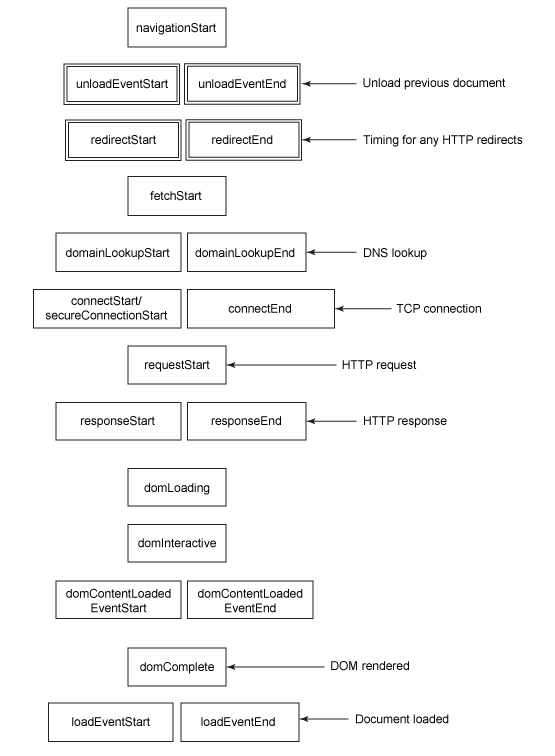 navigationStart
unloadEventStart unloadEventEnd Unload previous document
redirectStart redirectEnd Timing for any HTTP redirects
fetchStart
domainLookupStart domainLookupEnd DNS lookup
connectStart/
secureConnectionStart
connectEnd TCP connection
requestStart HTTP request
responseStart responseEnd HTTP response
domLoading
domInteractive
domContentLoaded
EventStart
domContentLoaded
EventEnd
domComplete DOM rendered
loadEventStart loadEventEnd Document loaded